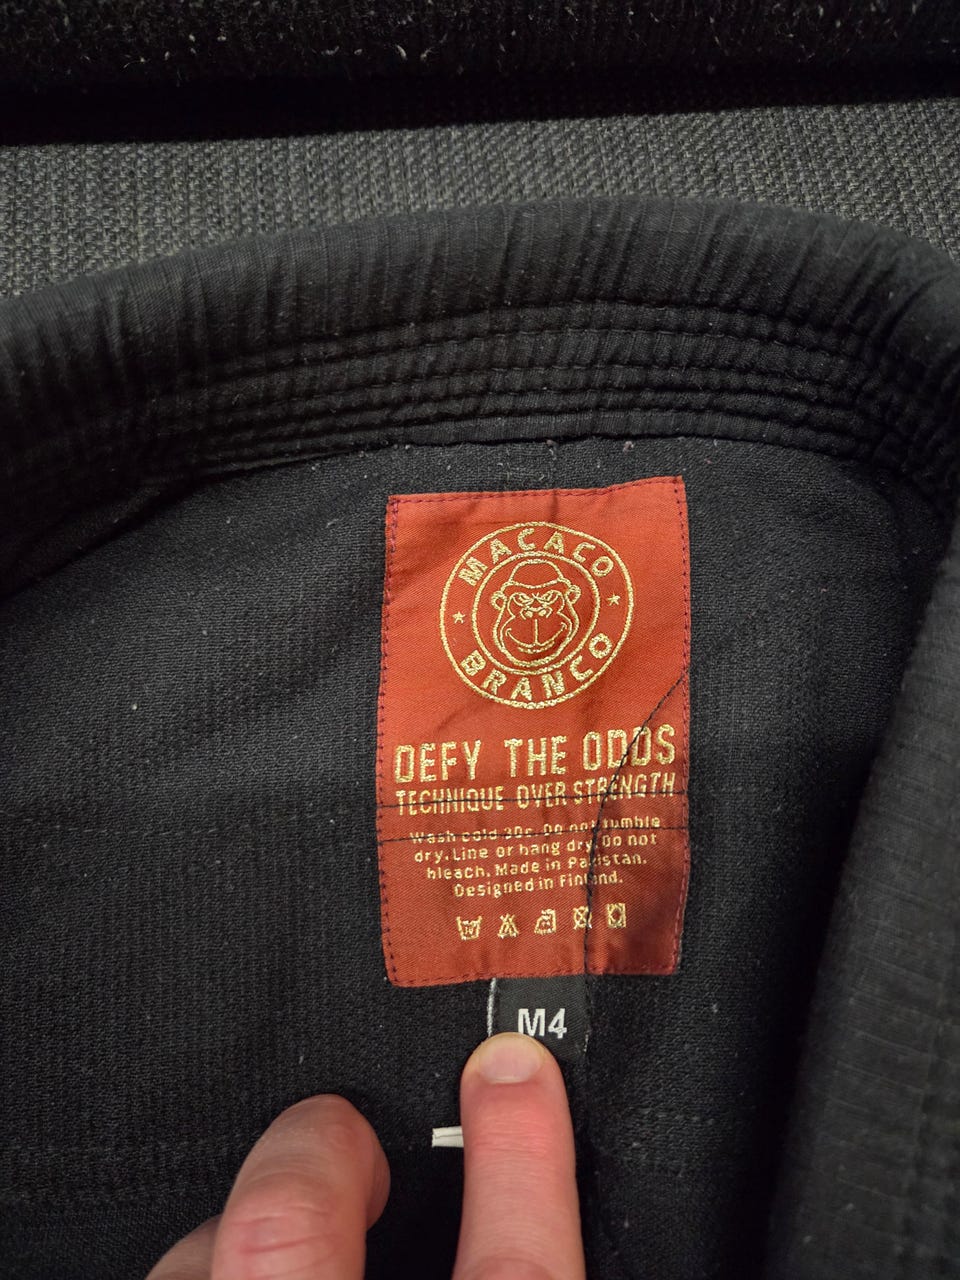 MACACO
BRANCO
DEFY THE ODDS
TECHNIQUE OVER STRENGTH
Wash cold 30c. Do not tumble
dry. Line or hang dry. Do not
bleach. Made in Pakistan.
Designed in Finland.
M4